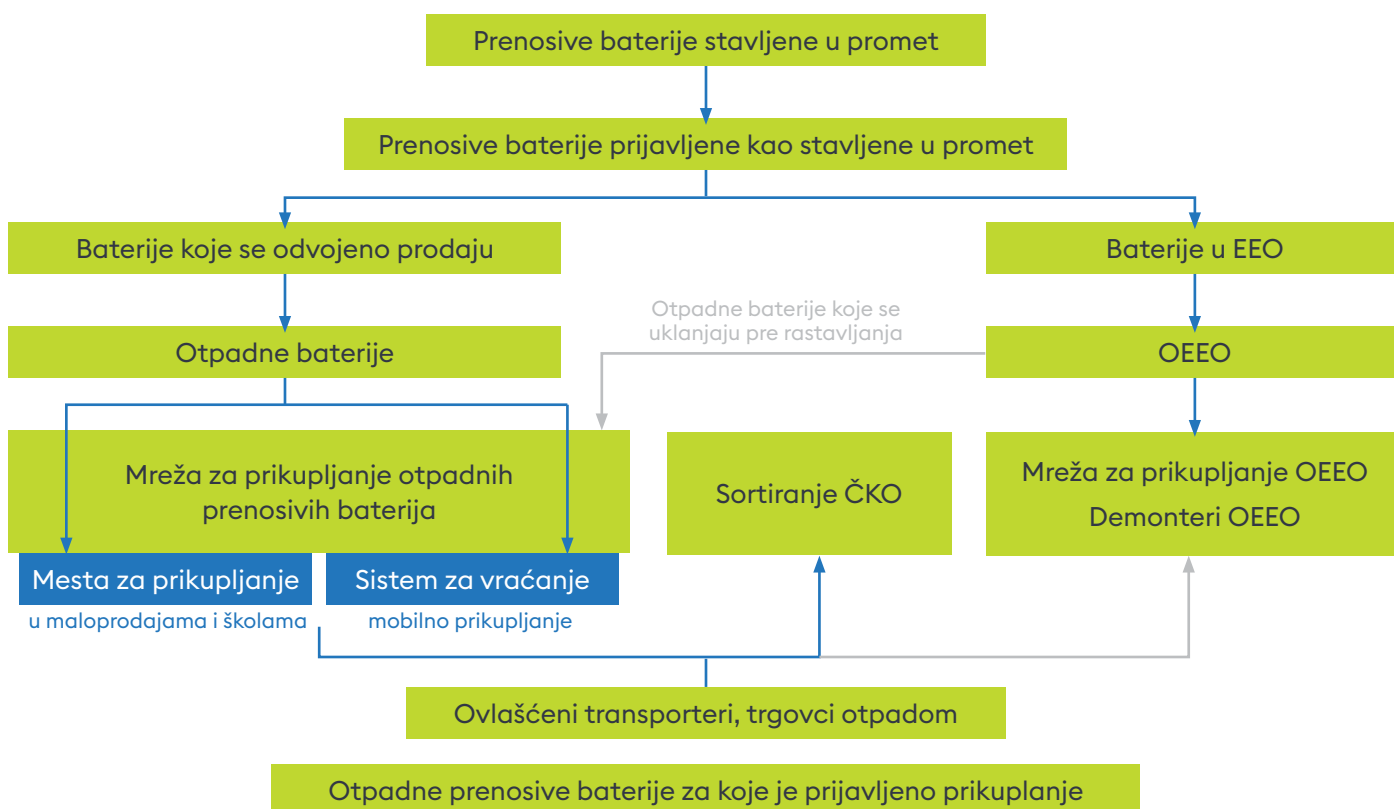 Prenosive baterije stavljene u promet
Prenosive baterije prijavljene kao stavljene u promet
Baterije koje se odvojeno prodaju
Baterije u EEO
Otpadne baterije koje se
uklanjaju pre rastavljanja
Otpadne baterije
OEEO
Mreža za prikupljanje otpadnih
prenosivih baterija
Sortiranje ČKO
Mreža za prikupljanje OEEO
Demonteri OEEO
Mesta za prikupljanje
Sistem za vraćanje
u maloprodajama i školama
mobilno prikupljanje
Ovlašćeni transporteri, trgovci otpadom
Otpadne prenosive baterije za koje je prijavljeno prikuplanje